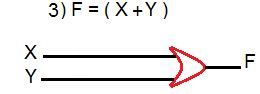 3) F = ( X +Y )
X
F
Y